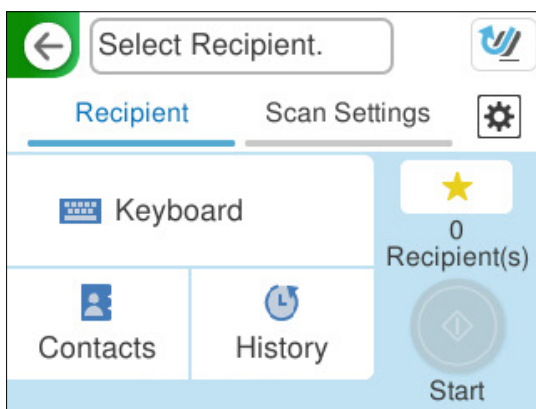 Select Recipient.
Recipient
Scan Settings
Keyboard
0
Recipient(s)
Contacts
History
Start